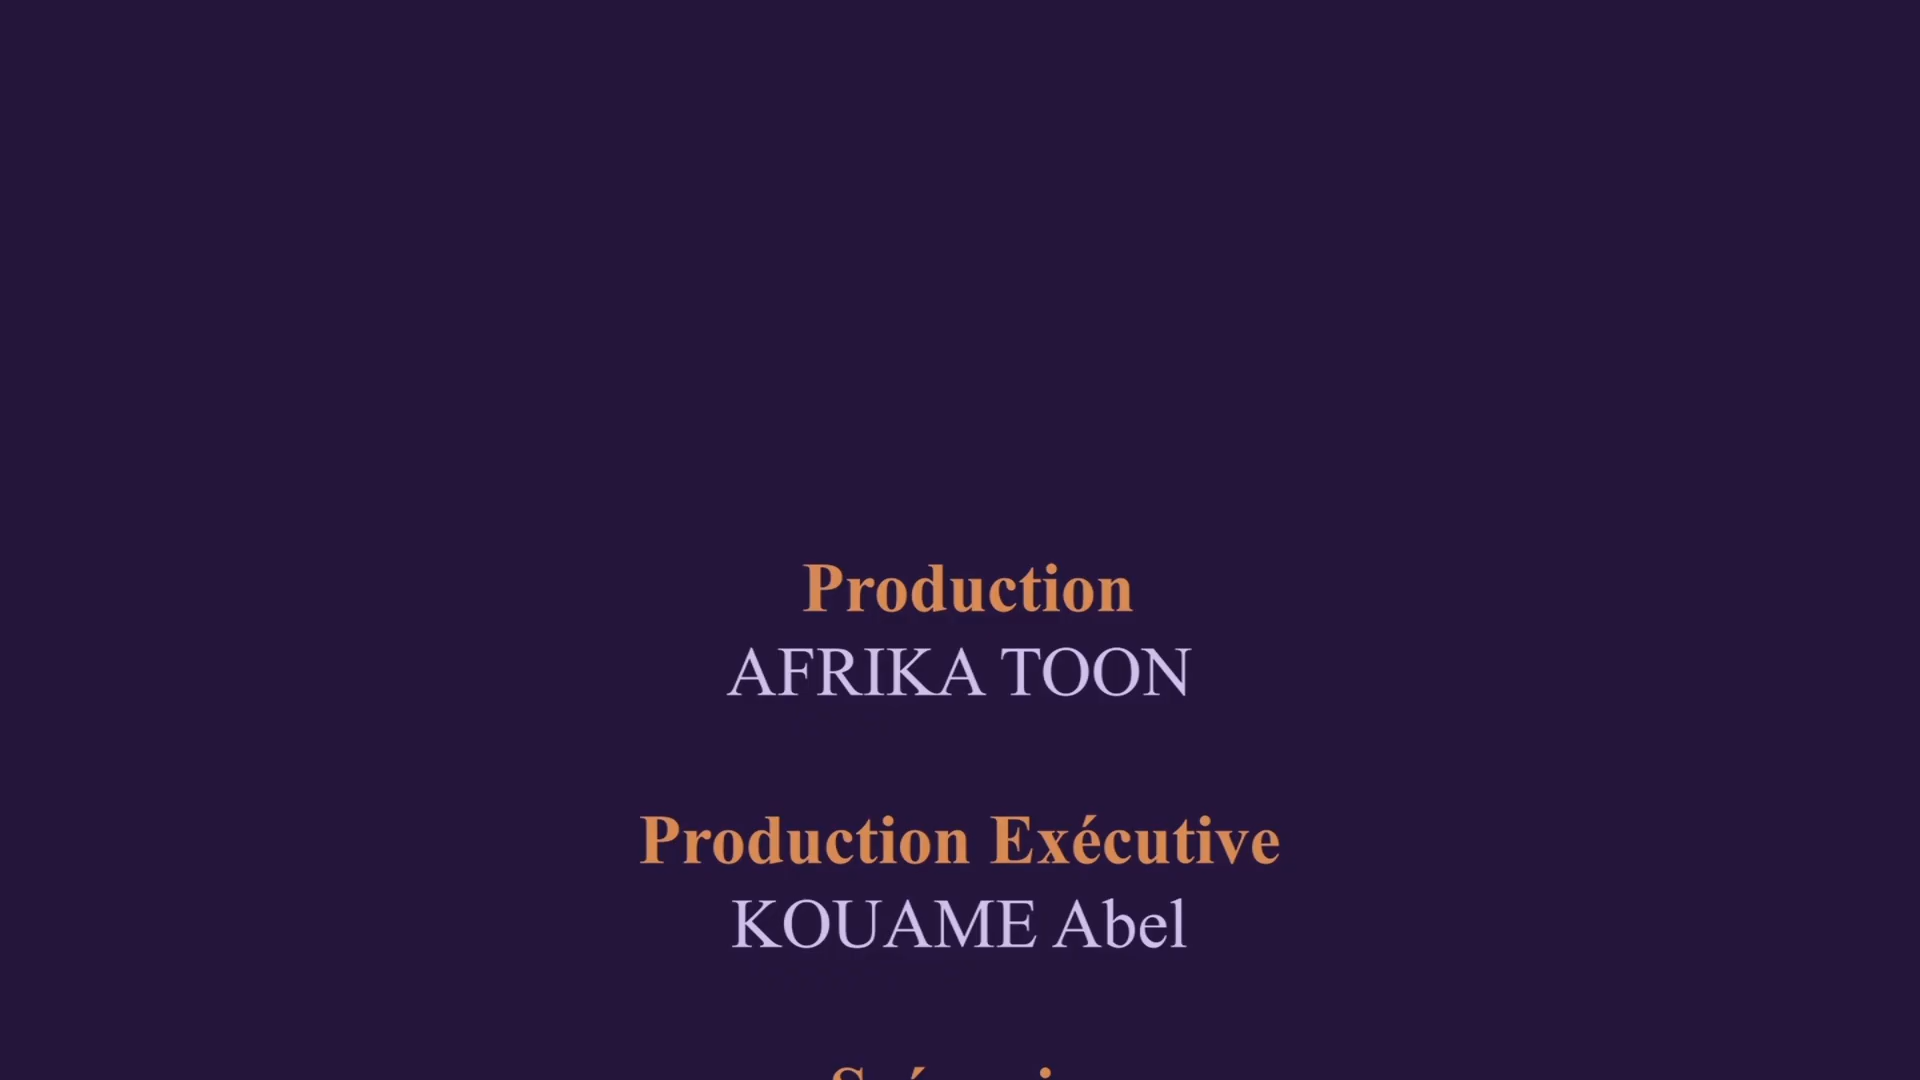 Production
AFRIKA TOON
Production Exécutive
KOUAME Abel